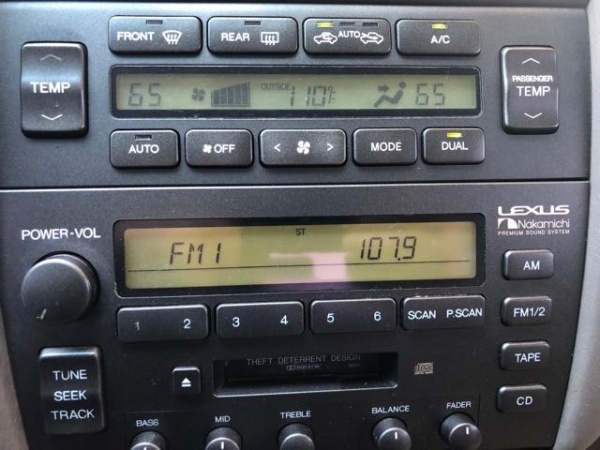 FRONT REAR AUTO A/C
TEMP
65 OUTSIDE 110°F 65
PASSENGER
TEMP
AUTO OFF < > MODE DUAL
LEXUS
Nakamichi
PREMIUM SOUND SYSTEM
POWER-VOL
ST
FM1 107.9
AM
1 2 3 4 5 6 SCAN P.SCAN FM1/2
TUNE
SEEK
TRACK
THEFT DETERRENT DESIGN
TAPE
CD
BASS MID TREBLE BALANCE FADER